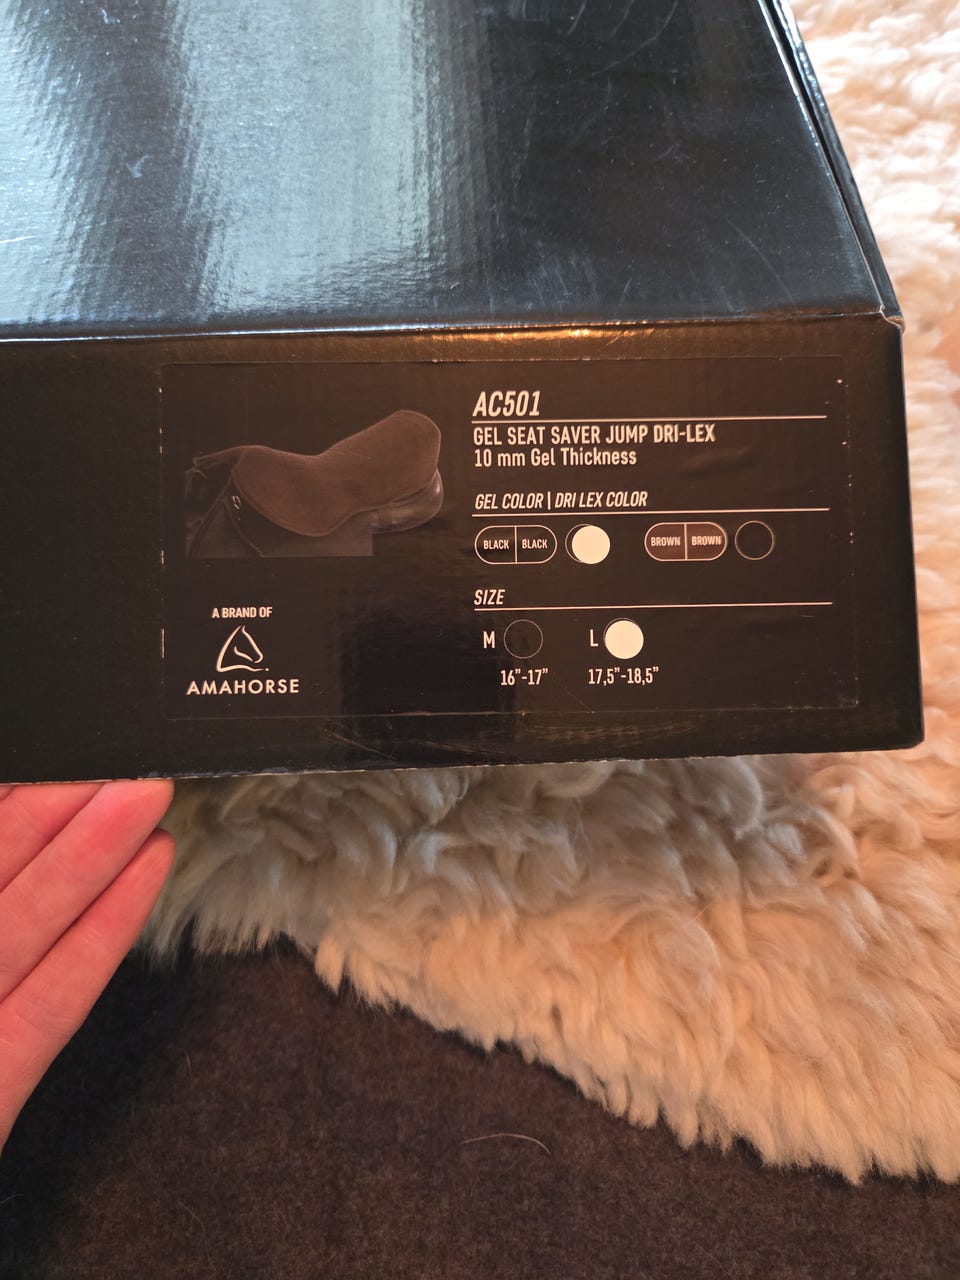 AC501
GEL SEAT SAVER JUMP DRI-LEX
10 mm Gel Thickness
GEL COLOR | DRI LEX COLOR
BLACK | BLACK
BROWN | BROWN
SIZE
M
L
16”-17”
17,5”-18,5”
A BRAND OF
AMAHORSE